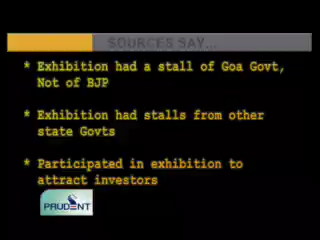 SOURCES SAY...
* Exhibition had a stall of Goa Govt,
Not of BJP
* Exhibition had stalls from other
state Govts
* Participated in exhibition to
attract investors
PRUDENT